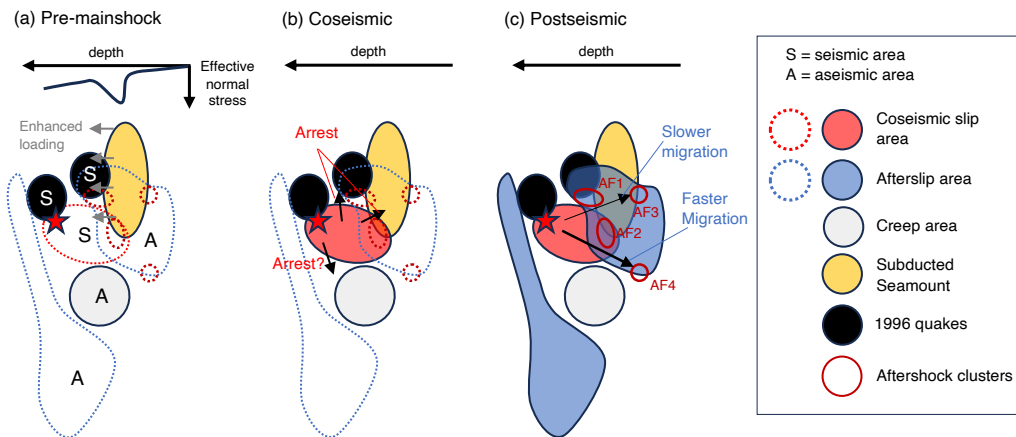 (a) Pre-mainshock
depth
Effective
normal
stress
Enhanced
loading
S
S
S
A
A
A
(b) Coseismic
depth
Arrest
Arrest?
(c) Postseismic
depth
Slower
migration
AF1
AF3
Faster
Migration
AF2
AF4
S = seismic area
A = aseismic area
Coseismic slip
area
Afterslip area
Creep area
Subducted
Seamount
1996 quakes
Aftershock clusters